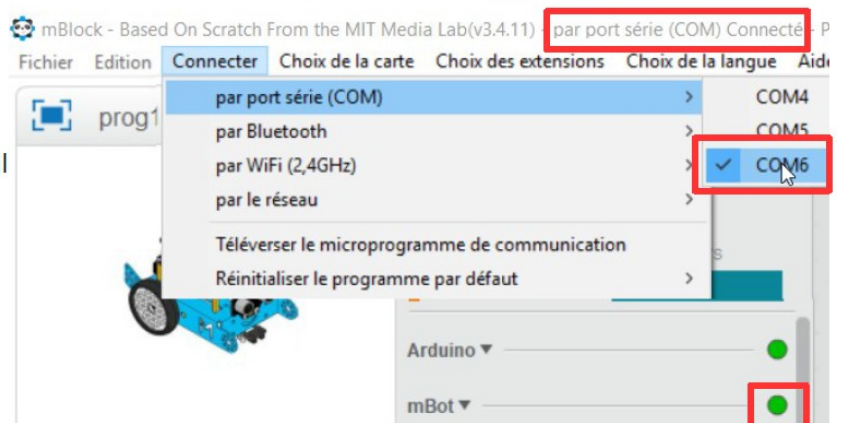 mBlock - Based On Scratch From the MIT Media Lab(v3.4.11) - par port série (COM) Connecté - P
Fichier Edition Connecter Choix de la carte Choix des extensions Choix de la langue Aide
prog1
par port série (COM) > COM4
par Bluetooth > COM5
par WiFi (2,4GHz) > ✓ COM6
par le réseau >
Téléverser le microprogramme de communication
Réinitialiser le programme par défaut >
Arduino ▼
mBot ▼